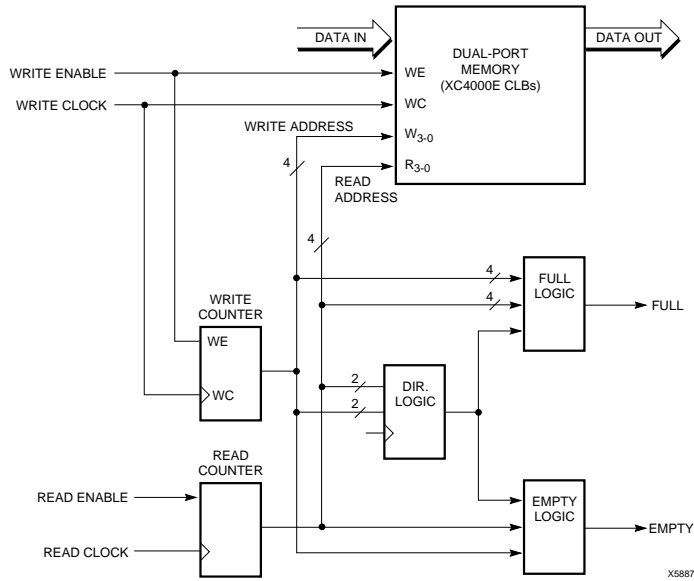 DATA IN
DATA OUT
DUAL-PORT
MEMORY
(XC4000E CLBs)
WRITE ENABLE
WE
WRITE CLOCK
WC
WRITE ADDRESS
W3-0
4
R3-0
READ
ADDRESS
4
4
4
FULL
LOGIC
FULL
WRITE
COUNTER
WE
WC
2
2
DIR.
LOGIC
READ
COUNTER
READ ENABLE
READ CLOCK
EMPTY
LOGIC
EMPTY
X5887